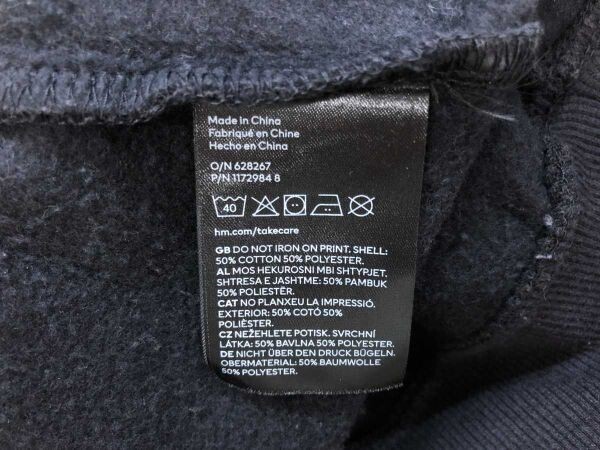 Made in China
Fabriqué en Chine
Hecho en China
O/N 628267
P/N 1172984 8
40
hm.com/takecare
GB DO NOT IRON ON PRINT. SHELL:
50% COTTON 50% POLYESTER.
AL MOS HEKUROSNI MBI SHTYPJET.
SHTRESA E JASHTME: 50% PAMBUK
50% POLIESTËR.
CAT NO PLANXEU LA IMPRESSIÓ.
EXTERIOR: 50% COTÓ 50%
POLIÈSTER.
CZ NEŽEHLETE POTISK. SVRCHNÍ
LÁTKA: 50% BAVLNA 50% POLYESTER.
DE NICHT ÜBER DEN DRUCK BÜGELN.
OBERMATERIAL: 50% BAUMWOLLE
50% POLYESTER.